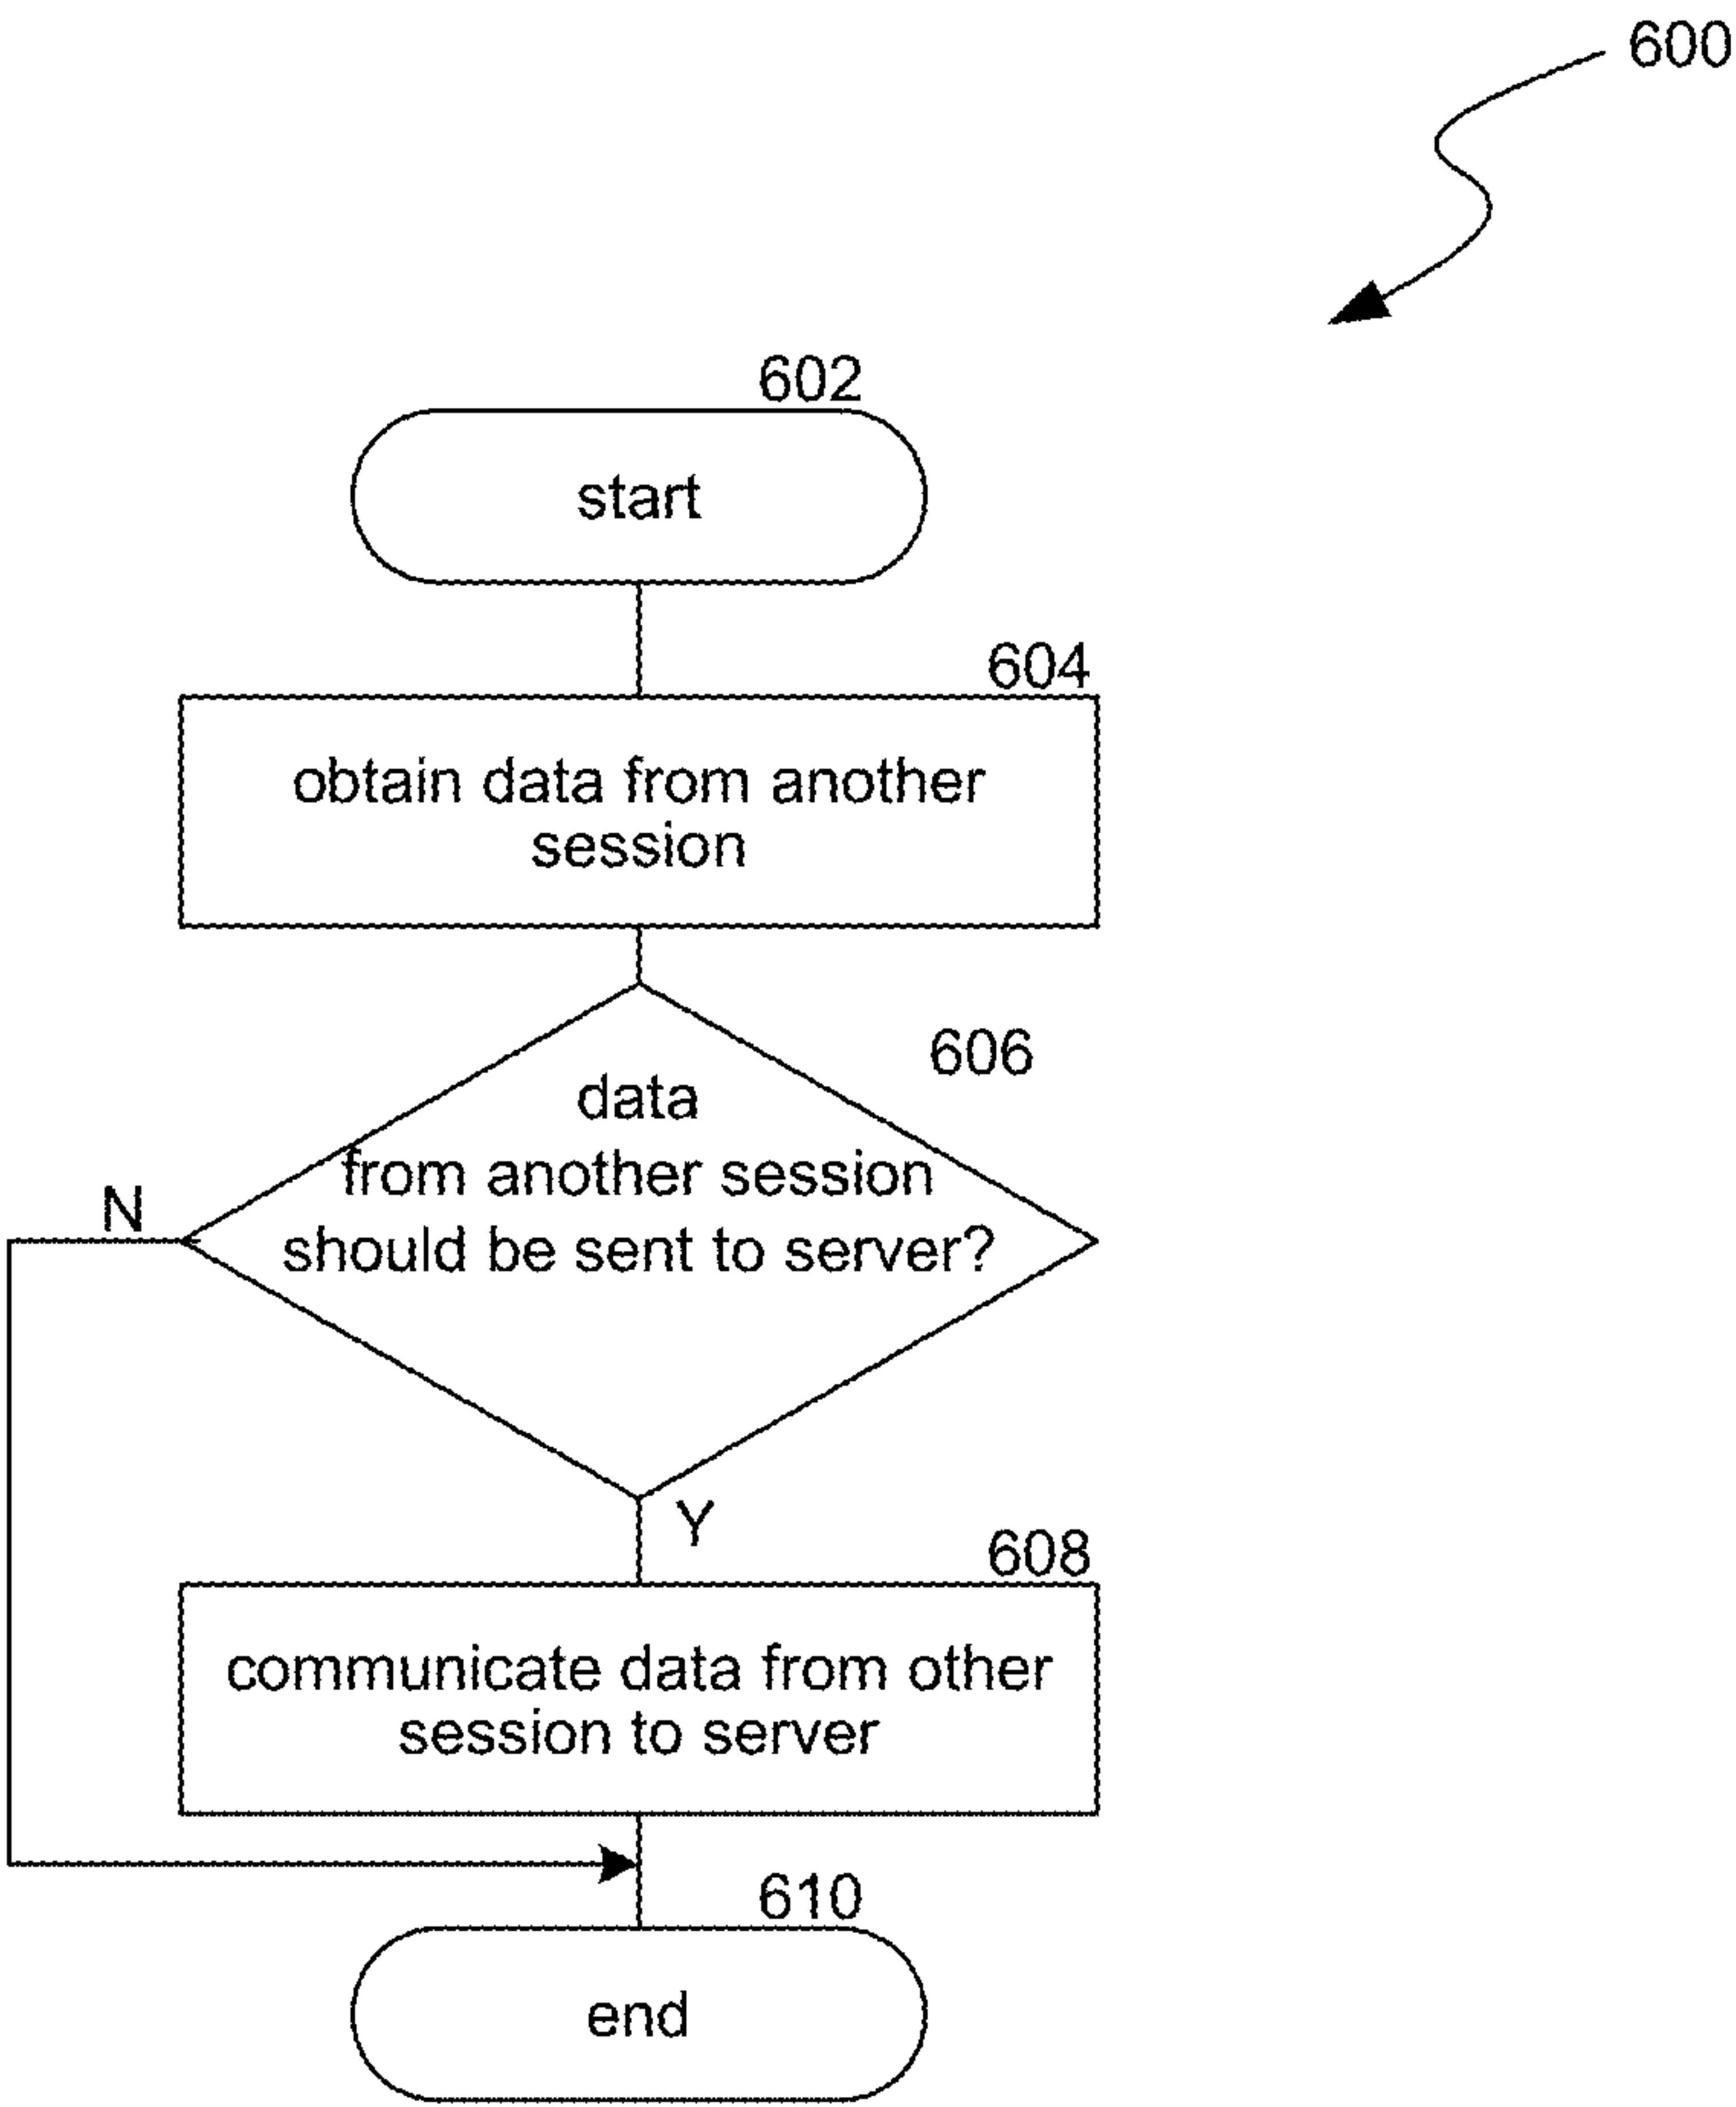 600
602
start
604
obtain data from another
session
606
data
from another session
should be sent to server?
N
Y
608
communicate data from other
session to server
610
end